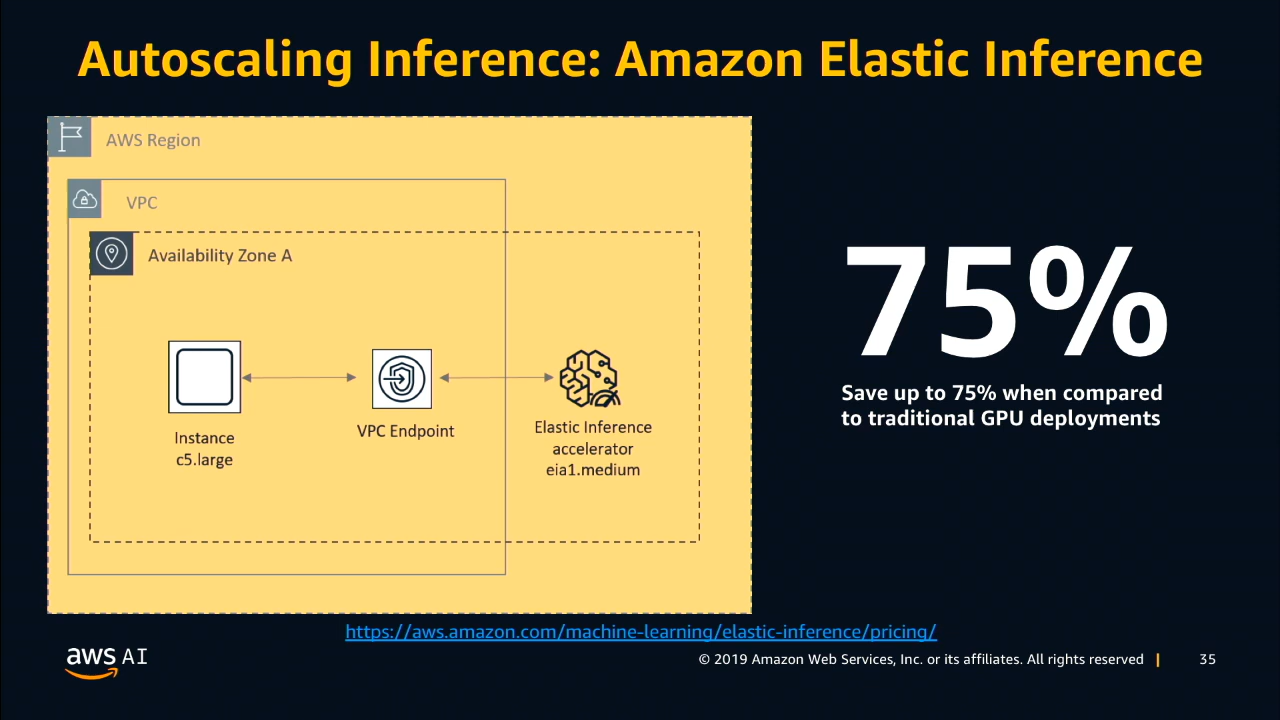 Autoscaling Inference: Amazon Elastic Inference
AWS Region
VPC
Availability Zone A
Instance
c5.large
VPC Endpoint
Elastic Inference
accelerator
eia1.medium
75%
Save up to 75% when compared
to traditional GPU deployments
https://aws.amazon.com/machine-learning/elastic-inference/pricing/
aws AI
© 2019 Amazon Web Services, Inc. or its affiliates. All rights reserved |
35